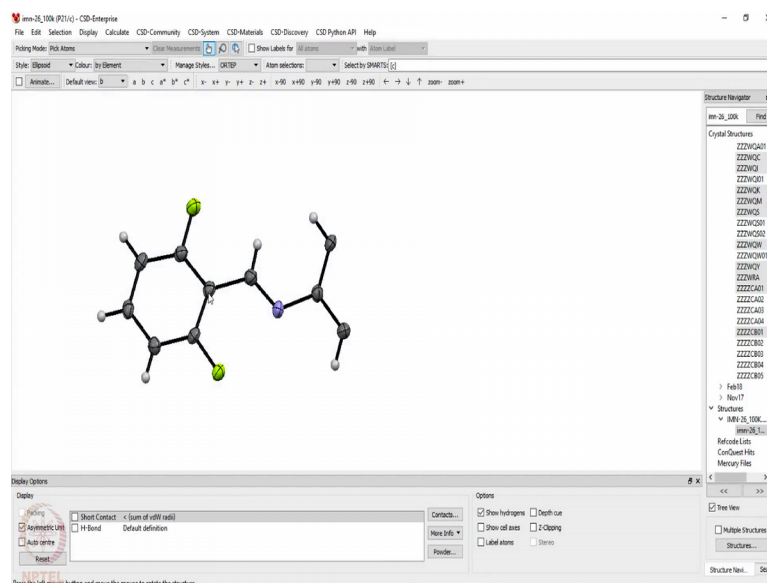 imn-26_100k (P21/c) - CSD-Enterprise
File Edit Selection Display Calculate CSD-Community CSD-System CSD-Materials CSD-Discovery CSD Python API Help
Picking Mode: Pick Atoms Clear Measurements Show Labels for All atoms with Atom Label
Style: Ellipsoid Colour: by Element Manage Styles... ORTEP Atom selections: Select by SMARTS: [c]
Animate... Default view: b a b c a* b* c* x- x+ y- y+ z- z+ x-90 x+90 y-90 y+90 z-90 z+90 ← → ↓ ↑ zoom- zoom+
Structure Navigator
imn-26_100k Find
Crystal Structures
ZZZWQA01
ZZZWQC
ZZZWQI
ZZZWQI01
ZZZWQK
ZZZWQM
ZZZWQS
ZZZWQS01
ZZZWQS02
ZZZWQW
ZZZWQW01
ZZZWQY
ZZZWRA
ZZZZCA01
ZZZZCA02
ZZZZCA03
ZZZZCA04
ZZZZCB01
ZZZZCB02
ZZZZCB03
ZZZZCB04
ZZZZCB05
> Feb18
> Nov17
Structures
IMN-26_100K....
imn-26_1...
Refcode Lists
ConQuest Hits
Mercury Files
<< >>
Tree View
Multiple Structures
Structures...
Structure Navi...
Display Options
Display
Packing
Asymmetric Unit
Auto centre
Reset
Short Contact < (sum of vdW radii)
H-Bond Default definition
Contacts...
More Info
Powder...
Options
Show hydrogens Depth cue
Show cell axes Z-Clipping
Label atoms Stereo
NPTEL